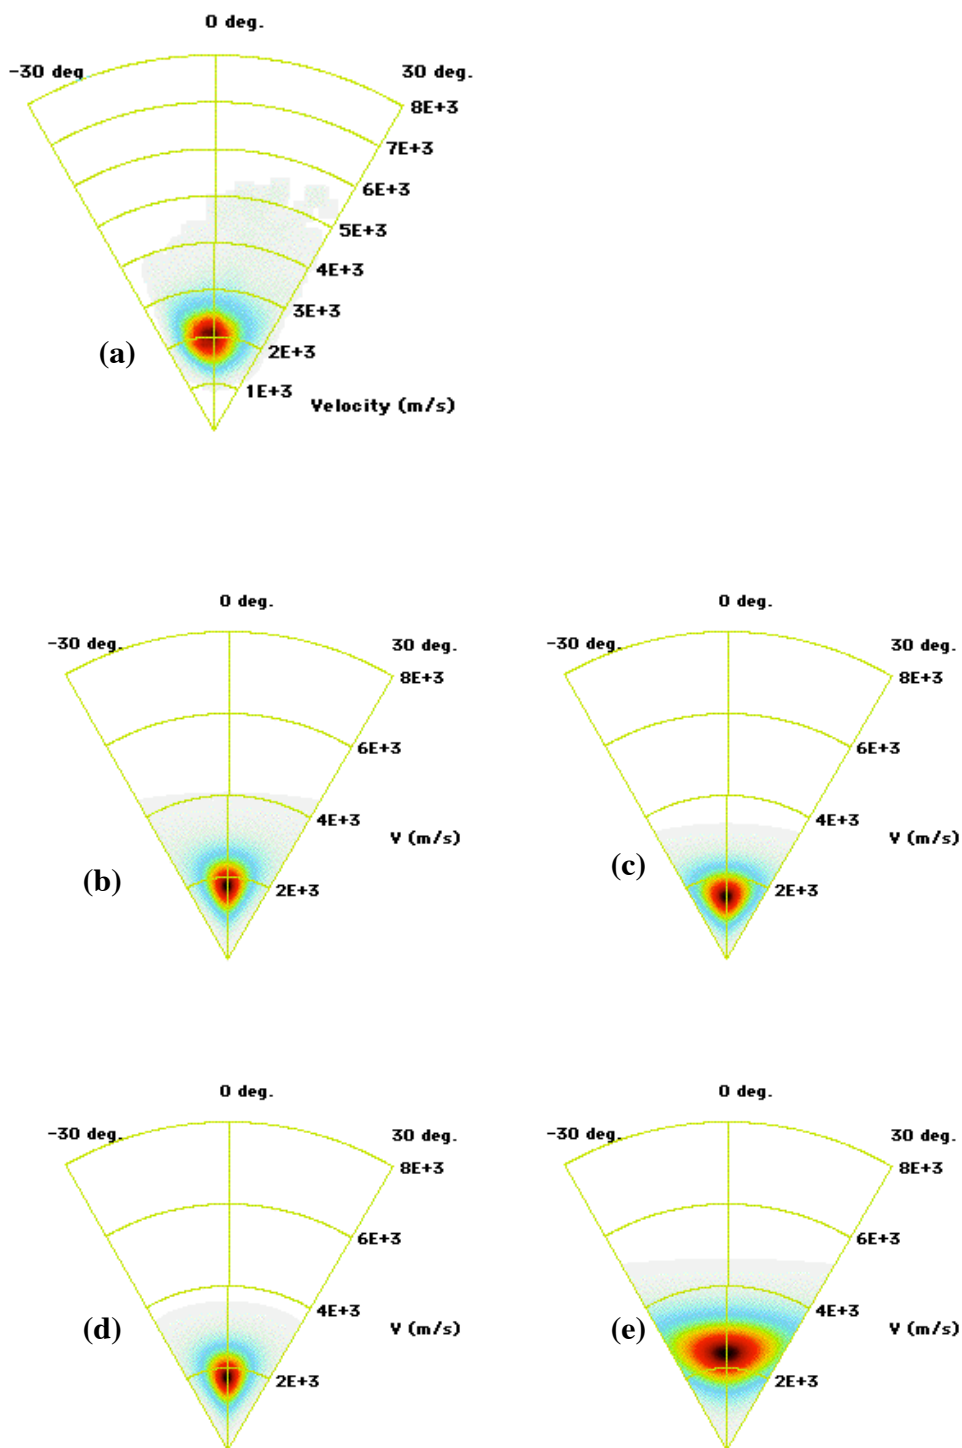 0 deg.
-30 deg
30 deg.
8E+3
7E+3
6E+3
5E+3
4E+3
3E+3
(a)
2E+3
1E+3
Velocity (m/s)
0 deg.
-30 deg.
30 deg.
8E+3
6E+3
4E+3
V (m/s)
(b)
2E+3
0 deg.
-30 deg.
30 deg.
8E+3
6E+3
4E+3
V (m/s)
(c)
2E+3
0 deg.
-30 deg.
30 deg.
8E+3
6E+3
4E+3
(d)
V (m/s)
2E+3
0 deg.
-30 deg.
30 deg.
8E+3
6E+3
4E+3
(e)
V (m/s)
2E+3